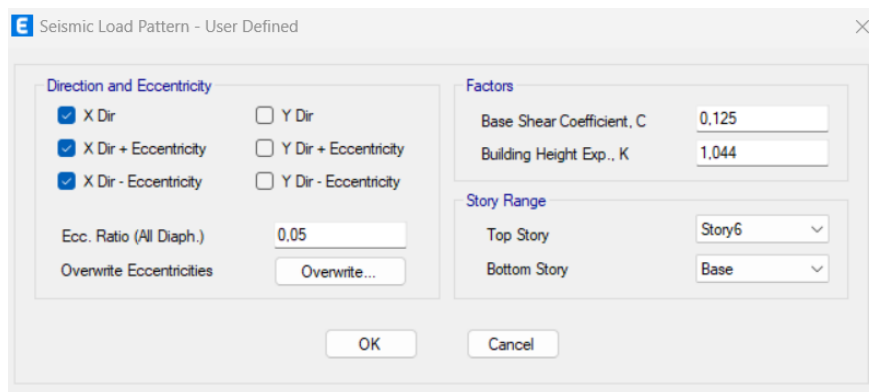 E Seismic Load Pattern - User Defined
Direction and Eccentricity
X Dir
Y Dir
X Dir + Eccentricity
Y Dir + Eccentricity
X Dir - Eccentricity
Y Dir - Eccentricity
Ecc. Ratio (All Diaph.)
0,05
Overwrite Eccentricities
Overwrite...
Factors
Base Shear Coefficient, C
0,125
Building Height Exp., K
1,044
Story Range
Top Story
Story6
Bottom Story
Base
OK
Cancel